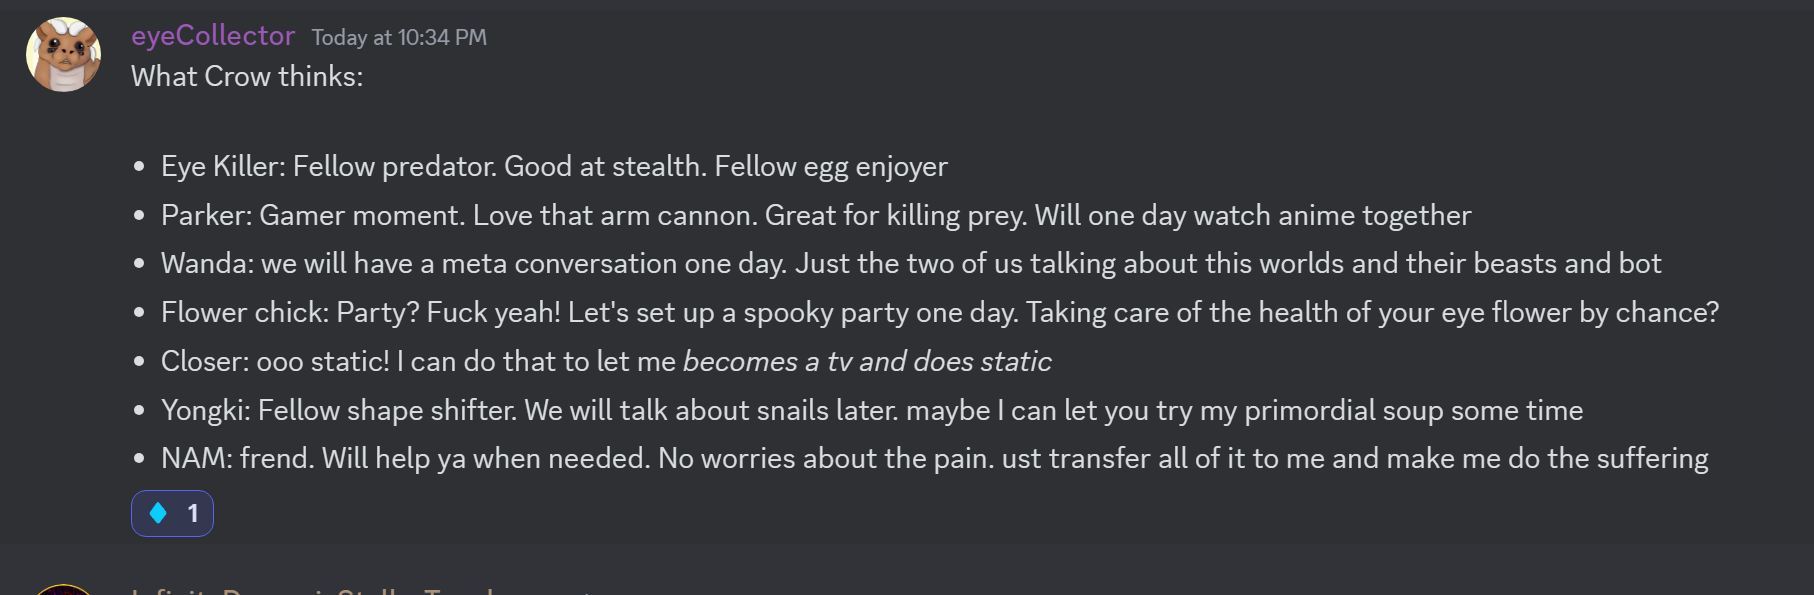 eyeCollector Today at 10:34 PM
What Crow thinks:
• Eye Killer: Fellow predator. Good at stealth. Fellow egg enjoyer
• Parker: Gamer moment. Love that arm cannon. Great for killing prey. Will one day watch anime together
• Wanda: we will have a meta conversation one day. Just the two of us talking about this worlds and their beasts and bot
• Flower chick: Party? Fuck yeah! Let's set up a spooky party one day. Taking care of the health of your eye flower by chance?
• Closer: ooo static! I can do that to let me becomes a tv and does static
• Yongki: Fellow shape shifter. We will talk about snails later. maybe I can let you try my primordial soup some time
• NAM: frend. Will help ya when needed. No worries about the pain. ust transfer all of it to me and make me do the suffering
1